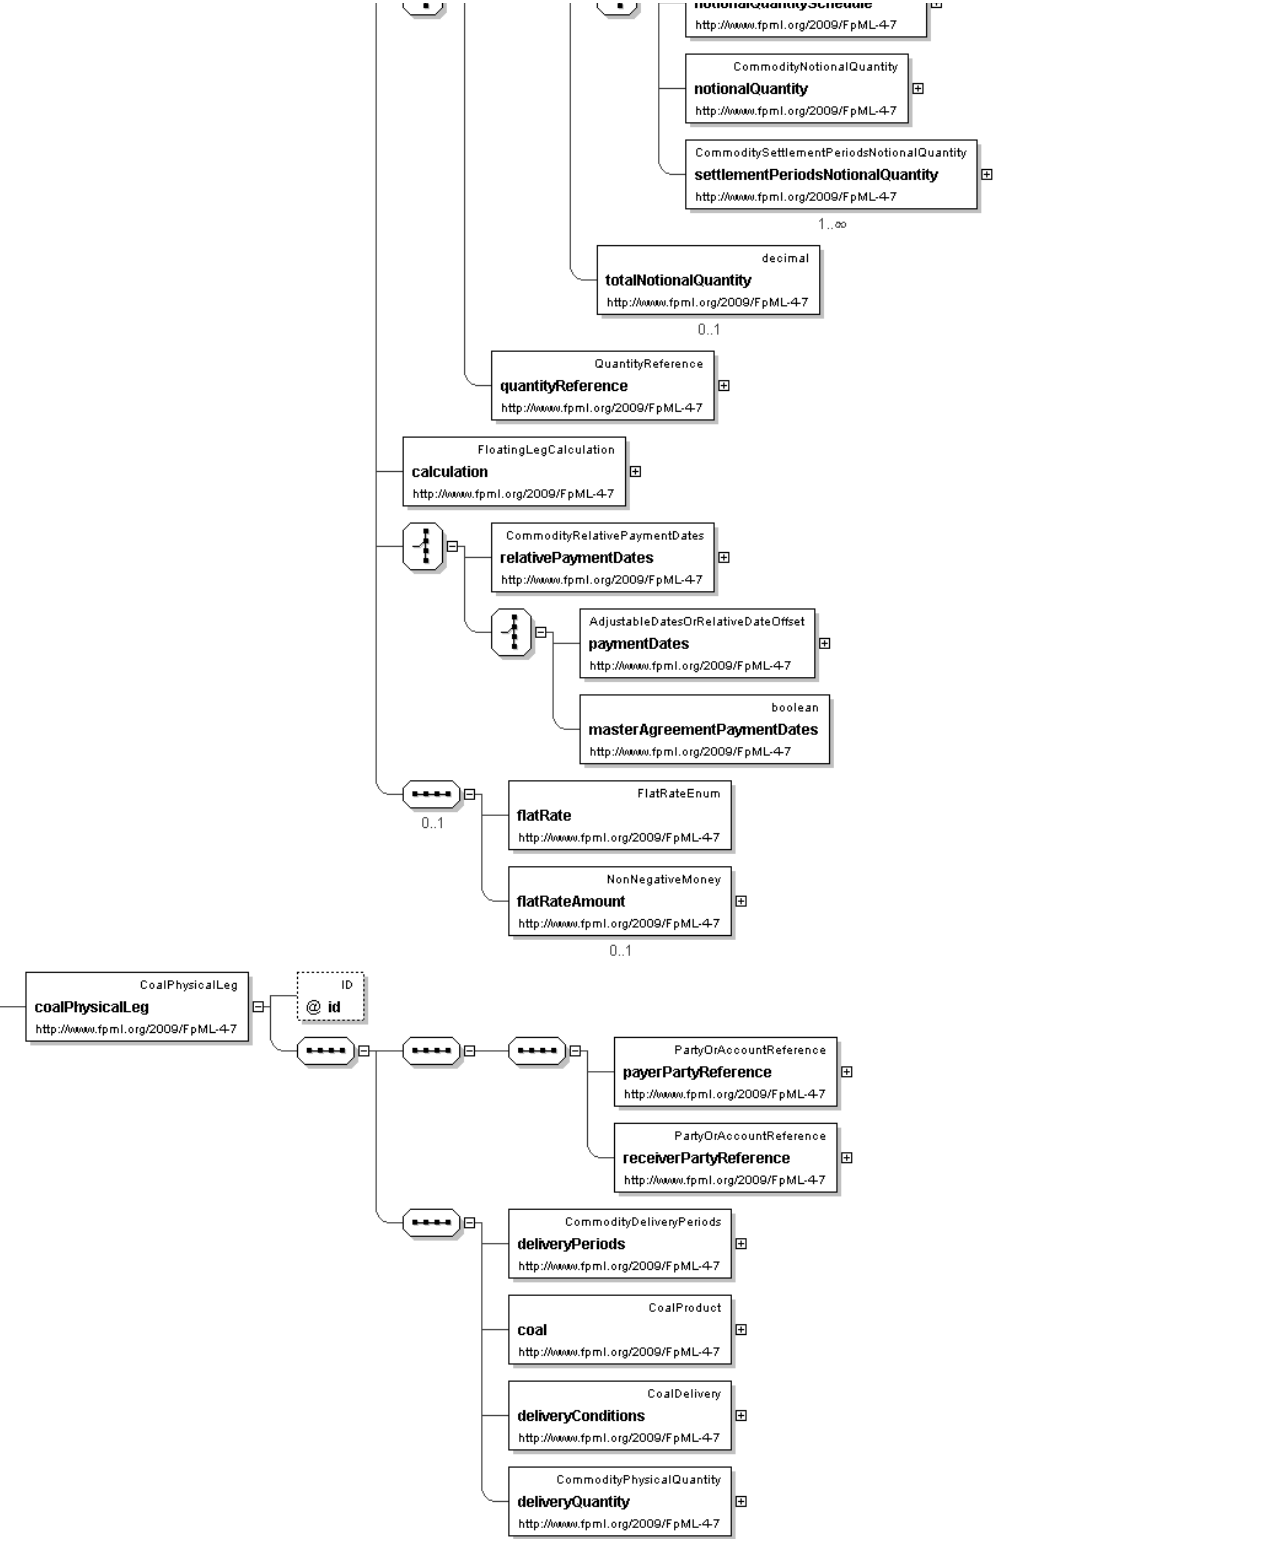 notionalQuantitySchedule
http://www.fpml.org/2009/FpML-4-7
CommodityNotionalQuantity
notionalQuantity
http://www.fpml.org/2009/FpML-4-7
CommoditySettlementPeriodsNotionalQuantity
settlementPeriodsNotionalQuantity
http://www.fpml.org/2009/FpML-4-7
1..∞
decimal
totalNotionalQuantity
http://www.fpml.org/2009/FpML-4-7
0..1
QuantityReference
quantityReference
http://www.fpml.org/2009/FpML-4-7
FloatingLegCalculation
calculation
http://www.fpml.org/2009/FpML-4-7
CommodityRelativePaymentDates
relativePaymentDates
http://www.fpml.org/2009/FpML-4-7
AdjustableDatesOrRelativeDateOffset
paymentDates
http://www.fpml.org/2009/FpML-4-7
boolean
masterAgreementPaymentDates
http://www.fpml.org/2009/FpML-4-7
0..1
FlatRateEnum
flatRate
http://www.fpml.org/2009/FpML-4-7
NonNegativeMoney
flatRateAmount
http://www.fpml.org/2009/FpML-4-7
0..1
CoalPhysicalLeg
coalPhysicalLeg
http://www.fpml.org/2009/FpML-4-7
ID
@ id
PartyOrAccountReference
payerPartyReference
http://www.fpml.org/2009/FpML-4-7
PartyOrAccountReference
receiverPartyReference
http://www.fpml.org/2009/FpML-4-7
CommodityDeliveryPeriods
deliveryPeriods
http://www.fpml.org/2009/FpML-4-7
CoalProduct
coal
http://www.fpml.org/2009/FpML-4-7
CoalDelivery
deliveryConditions
http://www.fpml.org/2009/FpML-4-7
CommodityPhysicalQuantity
deliveryQuantity
http://www.fpml.org/2009/FpML-4-7